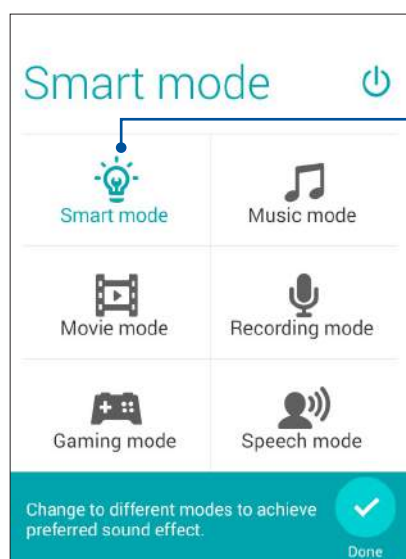 Smart mode
Smart mode
Music mode
Movie mode
Recording mode
Gaming mode
Speech mode
Change to different modes to achieve
preferred sound effect.
Done